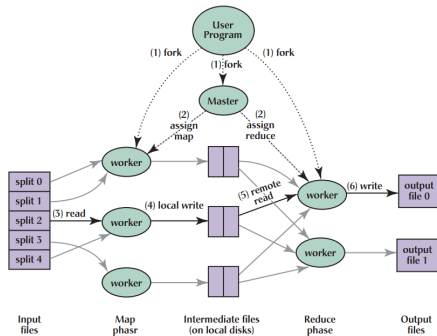 User
Program
(1) fork
(1) fork
(1) fork
Master
(2)
assign
map
(2)
assign
reduce
worker
split 0
split 1
split 2
split 3
split 4
(3) read
worker
(4) local write
(5) remote
read
worker
(6) write
output
file 0
worker
output
file 1
worker
Input
files
Map
phasr
Intermediate files
(on local disks)
Reduce
phase
Output
files